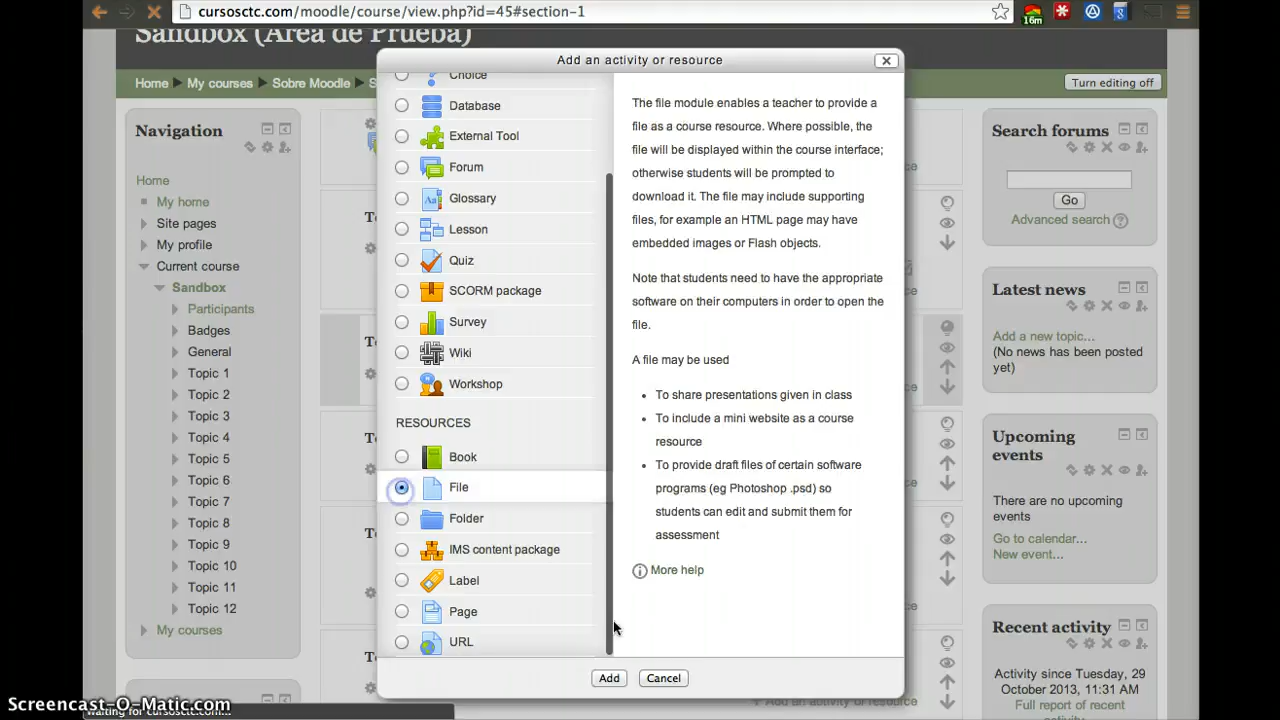 cursosctc.com/moodle/course/view.php?id=45#section-1
16m
Sandbox (Área de Prueba)
Home My courses Sobre Moodle S
Turn editing off
Navigation
Home
My home
Site pages
My profile
Current course
Sandbox
Participants
Badges
General
Topic 1
Topic 2
Topic 3
Topic 4
Topic 5
Topic 6
Topic 7
Topic 8
Topic 9
Topic 10
Topic 11
Topic 12
My courses
Add an activity or resource
Choice
Database
External Tool
Forum
Glossary
Lesson
Quiz
SCORM package
Survey
Wiki
Workshop
RESOURCES
Book
File
Folder
IMS content package
Label
Page
URL
The file module enables a teacher to provide a
file as a course resource. Where possible, the
file will be displayed within the course interface;
otherwise students will be prompted to
download it. The file may include supporting
files, for example an HTML page may have
embedded images or Flash objects.
Note that students need to have the appropriate
software on their computers in order to open the
file.
A file may be used
• To share presentations given in class
• To include a mini website as a course
resource
• To provide draft files of certain software
programs (eg Photoshop .psd) so
students can edit and submit them for
assessment
More help
Add
Cancel
Add an activity or resource
Search forums
Go
Advanced search
Latest news
Add a new topic...
(No news has been posted
yet)
Upcoming
events
There are no upcoming
events
Go to calendar...
New event...
Recent activity
Activity since Tuesday, 29
October 2013, 11:31 AM
Full report of recent
Screencast-O-Matic.com
waiting for cursosctc.com...